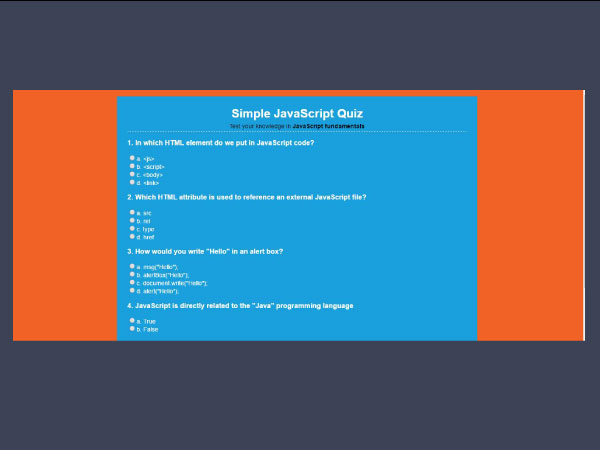 Simple JavaScript Quiz
Test your knowledge in JavaScript fundamentals
1. In which HTML element do we put in JavaScript code?
a. <js>
b. <script>
c. <body>
d. <link>
2. Which HTML attribute is used to reference an external JavaScript file?
a. src
b. rel
c. type
d. href
3. How would you write "Hello" in an alert box?
a. msg("Hello");
b. alertBox("Hello");
c. document.write("Hello");
d. alert("Hello");
4. JavaScript is directly related to the "Java" programming language
a. True
b. False